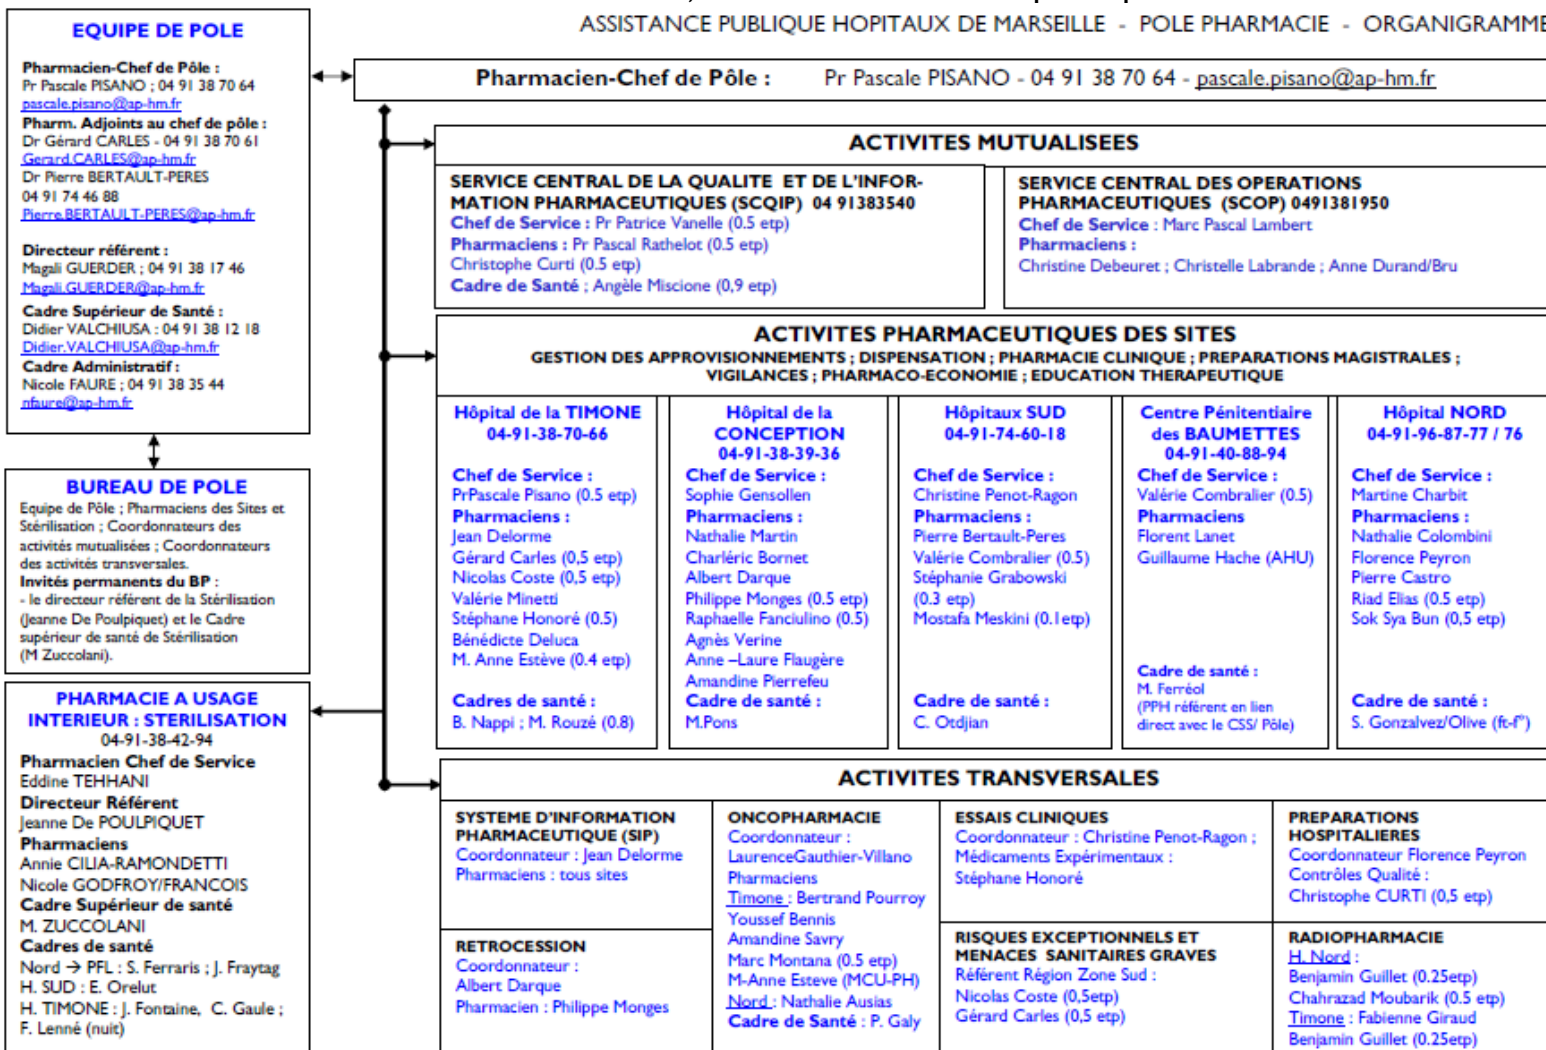 ASSISTANCE PUBLIQUE HOPITAUX DE MARSEILLE - POLE PHARMACIE - ORGANIGRAMME
EQUIPE DE POLE
Pharmacien-Chef de Pôle :
Pr Pascale PISANO ; 04 91 38 70 64
pascale.pisano@ap-hm.fr
Pharm. Adjoints au chef de pôle :
Dr Gérard CARLES - 04 91 38 70 61
Gerard.CARLES@ap-hm.fr
Dr Pierre BERTAULT-PERES
04 91 74 46 88
Pierre.BERTAULT-PERES@ap-hm.fr
Directeur référent :
Magali GUERDER ; 04 91 38 17 46
Magali.GUERDER@ap-hm.fr
Cadre Supérieur de Santé :
Didier VALCHIUSA : 04 91 38 12 18
Didier.VALCHIUSA@ap-hm.fr
Cadre Administratif :
Nicole FAURE ; 04 91 38 35 44
nfaure@ap-hm.fr
BUREAU DE POLE
Equipe de Pôle ; Pharmaciens des Sites et
Stérilisation ; Coordonnateurs des
activités mutualisées ; Coordonnateurs
des activités transversales.
Invités permanents du BP :
- le directeur référent de la Stérilisation
(Jeanne De Poulpiquet) et le Cadre
supérieur de santé de Stérilisation
(M Zuccolani).
PHARMACIE A USAGE
INTERIEUR : STERILISATION
04-91-38-42-94
Pharmacien Chef de Service
Eddine TEHHANI
Directeur Référent
Jeanne De POULPIQUET
Pharmaciens
Annie CILIA-RAMONDETTI
Nicole GODFROY/FRANCOIS
Cadre Supérieur de santé
M. ZUCCOLANI
Cadres de santé
Nord → PFL : S. Ferraris ; J. Fraytag
H. SUD : E. Orelut
H. TIMONE : J. Fontaine, C. Gaule ;
F. Lenné (nuit)
Pharmacien-Chef de Pôle : Pr Pascale PISANO - 04 91 38 70 64 - pascale.pisano@ap-hm.fr
ACTIVITES MUTUALISEES
SERVICE CENTRAL DE LA QUALITE ET DE L'INFOR-
MATION PHARMACEUTIQUES (SCQIP) 04 91383540
Chef de Service : Pr Patrice Vanelle (0.5 etp)
Pharmaciens : Pr Pascal Rathelot (0.5 etp)
Christophe Curti (0.5 etp)
Cadre de Santé ; Angèle Miscione (0,9 etp)
SERVICE CENTRAL DES OPERATIONS
PHARMACEUTIQUES (SCOP) 0491381950
Chef de Service : Marc Pascal Lambert
Pharmaciens :
Christine Debeuret ; Christelle Labrande ; Anne Durand/Bru
ACTIVITES PHARMACEUTIQUES DES SITES
GESTION DES APPROVISIONNEMENTS ; DISPENSATION ; PHARMACIE CLINIQUE ; PREPARATIONS MAGISTRALES ;
VIGILANCES ; PHARMACO-ECONOMIE ; EDUCATION THERAPEUTIQUE
Hôpital de la TIMONE
04-91-38-70-66
Chef de Service :
PrPascale Pisano (0.5 etp)
Pharmaciens :
Jean Delorme
Gérard Carles (0,5 etp)
Nicolas Coste (0,5 etp)
Valérie Minetti
Stéphane Honoré (0.5)
Bénédicte Deluca
M. Anne Estève (0.4 etp)
Cadres de santé :
B. Nappi ; M. Rouzé (0.8)
Hôpital de la
CONCEPTION
04-91-38-39-36
Chef de Service :
Sophie Gensollen
Pharmaciens :
Nathalie Martin
Charléric Bornet
Albert Darque
Philippe Monges (0.5 etp)
Raphaelle Fanciulino (0.5)
Agnès Verine
Anne –Laure Flaugère
Amandine Pierrefeu
Cadre de santé :
M.Pons
Hôpitaux SUD
04-91-74-60-18
Chef de Service :
Christine Penot-Ragon
Pharmaciens :
Pierre Bertault-Peres
Valérie Combralier (0.5)
Stéphanie Grabowski
(0.3 etp)
Mostafa Meskini (0.1etp)
Cadre de santé :
C. Otdjian
Centre Pénitentiaire
des BAUMETTES
04-91-40-88-94
Chef de Service :
Valérie Combralier (0.5)
Pharmaciens
Florent Lanet
Guillaume Hache (AHU)
Cadre de santé :
M. Ferréol
(PPH référent en lien
direct avec le CSS/ Pôle)
Hôpital NORD
04-91-96-87-77 / 76
Chef de Service :
Martine Charbit
Pharmaciens :
Nathalie Colombini
Florence Peyron
Pierre Castro
Riad Elias (0.5 etp)
Sok Sya Bun (0,5 etp)
Cadre de santé :
S. Gonzalvez/Olive (ft-f°)
ACTIVITES TRANSVERSALES
SYSTEME D'INFORMATION
PHARMACEUTIQUE (SIP)
Coordonnateur : Jean Delorme
Pharmaciens : tous sites
RETROCESSION
Coordonnateur :
Albert Darque
Pharmacien : Philippe Monges
ONCOPHARMACIE
Coordonnateur :
LaurenceGauthier-Villano
Pharmaciens
Timone : Bertrand Pourroy
Youssef Bennis
Amandine Savry
Marc Montana (0.5 etp)
M-Anne Esteve (MCU-PH)
Nord : Nathalie Ausias
Cadre de Santé : P. Galy
ESSAIS CLINIQUES
Coordonnateur : Christine Penot-Ragon ;
Médicaments Expérimentaux :
Stéphane Honoré
RISQUES EXCEPTIONNELS ET
MENACES SANITAIRES GRAVES
Référent Région Zone Sud :
Nicolas Coste (0,5etp)
Gérard Carles (0,5 etp)
PREPARATIONS
HOSPITALIERES
Coordonnateur Florence Peyron
Contrôles Qualité :
Christophe CURTI (0,5 etp)
RADIOPHARMACIE
H. Nord :
Benjamin Guillet (0.25etp)
Chahrazad Moubarik (0.5 etp)
Timone : Fabienne Giraud
Benjamin Guillet (0.25etp)